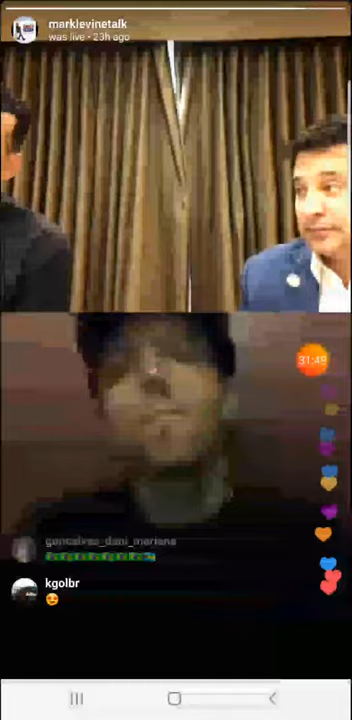 marklevinetalk
was live • 23h ago
31:49
goncalves_dani_mariana
kgolbr